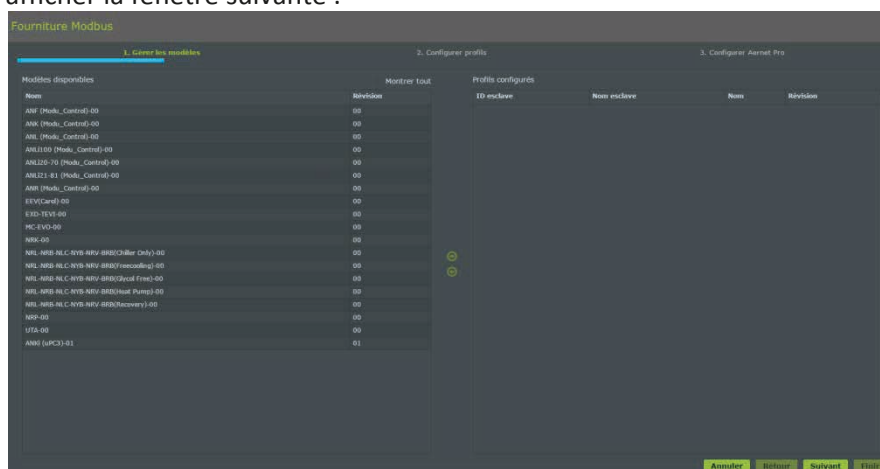 afficher la fenêtre suivante :
Fourniture Modbus
1. Gérer les modèles 2. Configurer profils 3. Configurer Aernet Pro
Modèles disponibles Montrer tout Profils configurés
Nom Révision ID esclave Nom esclave Nom Révision
ANF (Modu_Control)-00 00
ANK (Modu_Control)-00 00
ANL (Modu_Control)-00 00
ANLI100 (Modu_Control)-00 00
ANLI20-70 (Modu_Control)-00 00
ANLI21-81 (Modu_Control)-00 00
ANR (Modu_Control)-00 00
EEV(Carel)-00 00
EXD-TEVI-00 00
MC-EVO-00 00
NRK-00 00
NRL-NRB-NLC-NYB-NRV-BRB(Chiller Only)-00 00
NRL-NRB-NLC-NYB-NRV-BRB(Freecooling)-00 00
NRL-NRB-NLC-NYB-NRV-BRB(Glycol Free)-00 00
NRL-NRB-NLC-NYB-NRV-BRB(Heat Pump)-00 00
NRL-NRB-NLC-NYB-NRV-BRB(Recovery)-00 00
NRP-00 00
UTA-00 00
ANKI (uPC3)-01 01
Annuler Retour Suivant